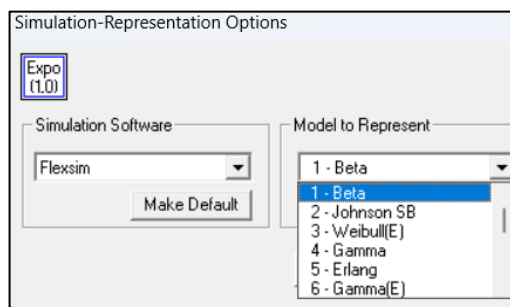 Simulation-Representation Options
Expo
(1.0)
Simulation Software
Flexsim
Make Default
Model to Represent
1 - Beta
1 - Beta
2 - Johnson SB
3 - Weibull(E)
4 - Gamma
5 - Erlang
6 - Gamma(E)